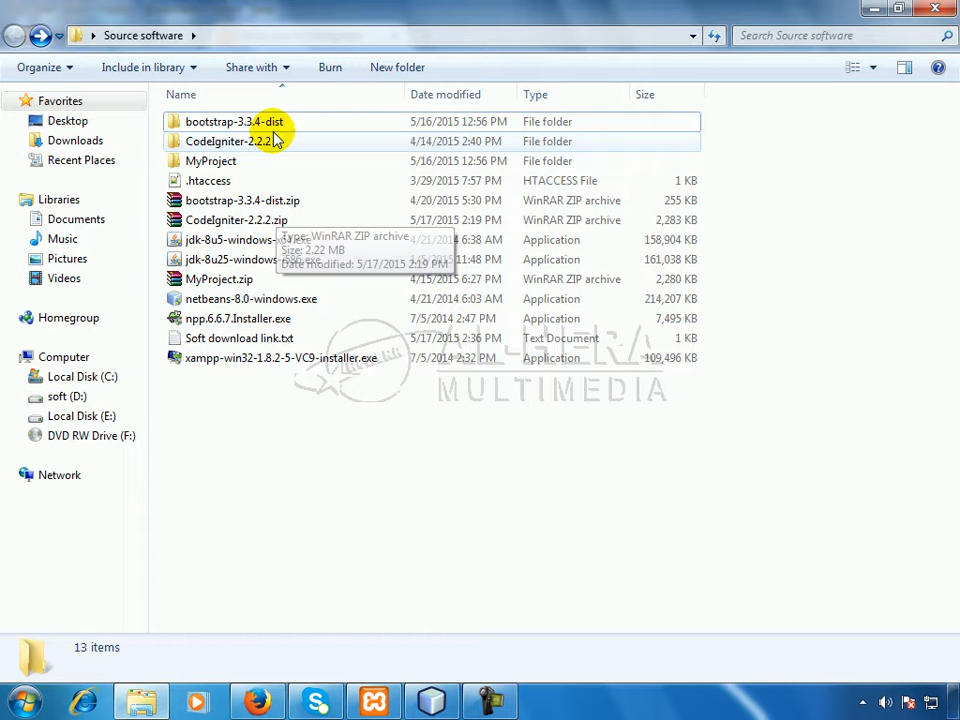 Source software
Search Source software
Organize Include in library Share with Burn New folder
Name Date modified Type Size
bootstrap-3.3.4-dist 5/16/2015 12:56 PM File folder
CodeIgniter-2.2.2 4/14/2015 2:40 PM File folder
MyProject 5/16/2015 12:56 PM File folder
.htaccess 3/29/2015 7:57 PM HTACCESS File 1 KB
bootstrap-3.3.4-dist.zip 4/20/2015 5:30 PM WinRAR ZIP archive 255 KB
CodeIgniter-2.2.2.zip 5/17/2015 2:19 PM WinRAR ZIP archive 2,283 KB
jdk-8u5-windows-x64.exe 4/21/2014 6:38 AM Application 158,904 KB
jdk-8u25-windows-i586.exe 11:48 PM Application 161,038 KB
MyProject.zip 4/15/2015 6:27 PM WinRAR ZIP archive 2,280 KB
netbeans-8.0-windows.exe 4/21/2014 6:03 AM Application 214,207 KB
npp.6.6.7.Installer.exe 7/5/2014 2:47 PM Application 7,495 KB
Soft download link.txt 5/17/2015 2:36 PM Text Document 1 KB
xampp-win32-1.8.2-5-VC9-installer.exe 7/5/2014 2:32 PM Application 109,496 KB
Type: WinRAR ZIP archive
Size: 2.22 MB
Date modified: 5/17/2015 2:19 PM
Favorites
Desktop
Downloads
Recent Places
Libraries
Documents
Music
Pictures
Videos
Homegroup
Computer
Local Disk (C:)
soft (D:)
Local Disk (E:)
DVD RW Drive (F:)
Network
AL-HERA
MULTIMEDIA
13 items